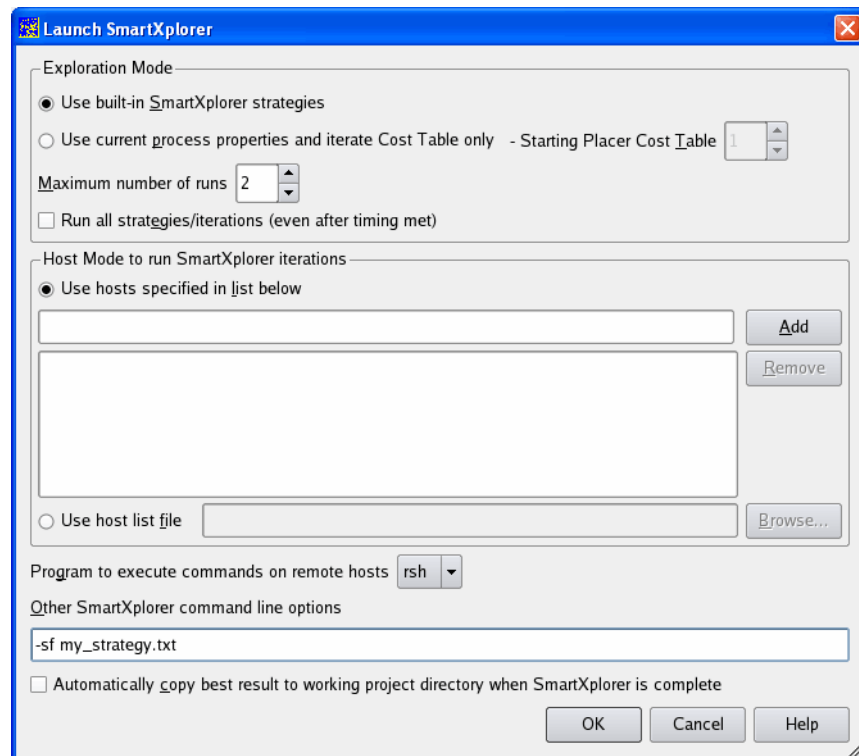 Launch SmartXplorer
Exploration Mode
Use built-in SmartXplorer strategies
Use current process properties and iterate Cost Table only - Starting Placer Cost Table 1
Maximum number of runs 2
Run all strategies/iterations (even after timing met)
Host Mode to run SmartXplorer iterations
Use hosts specified in list below
Add
Remove
Use host list file Browse...
Program to execute commands on remote hosts rsh
Other SmartXplorer command line options
-sf my_strategy.txt
Automatically copy best result to working project directory when SmartXplorer is complete
OK Cancel Help